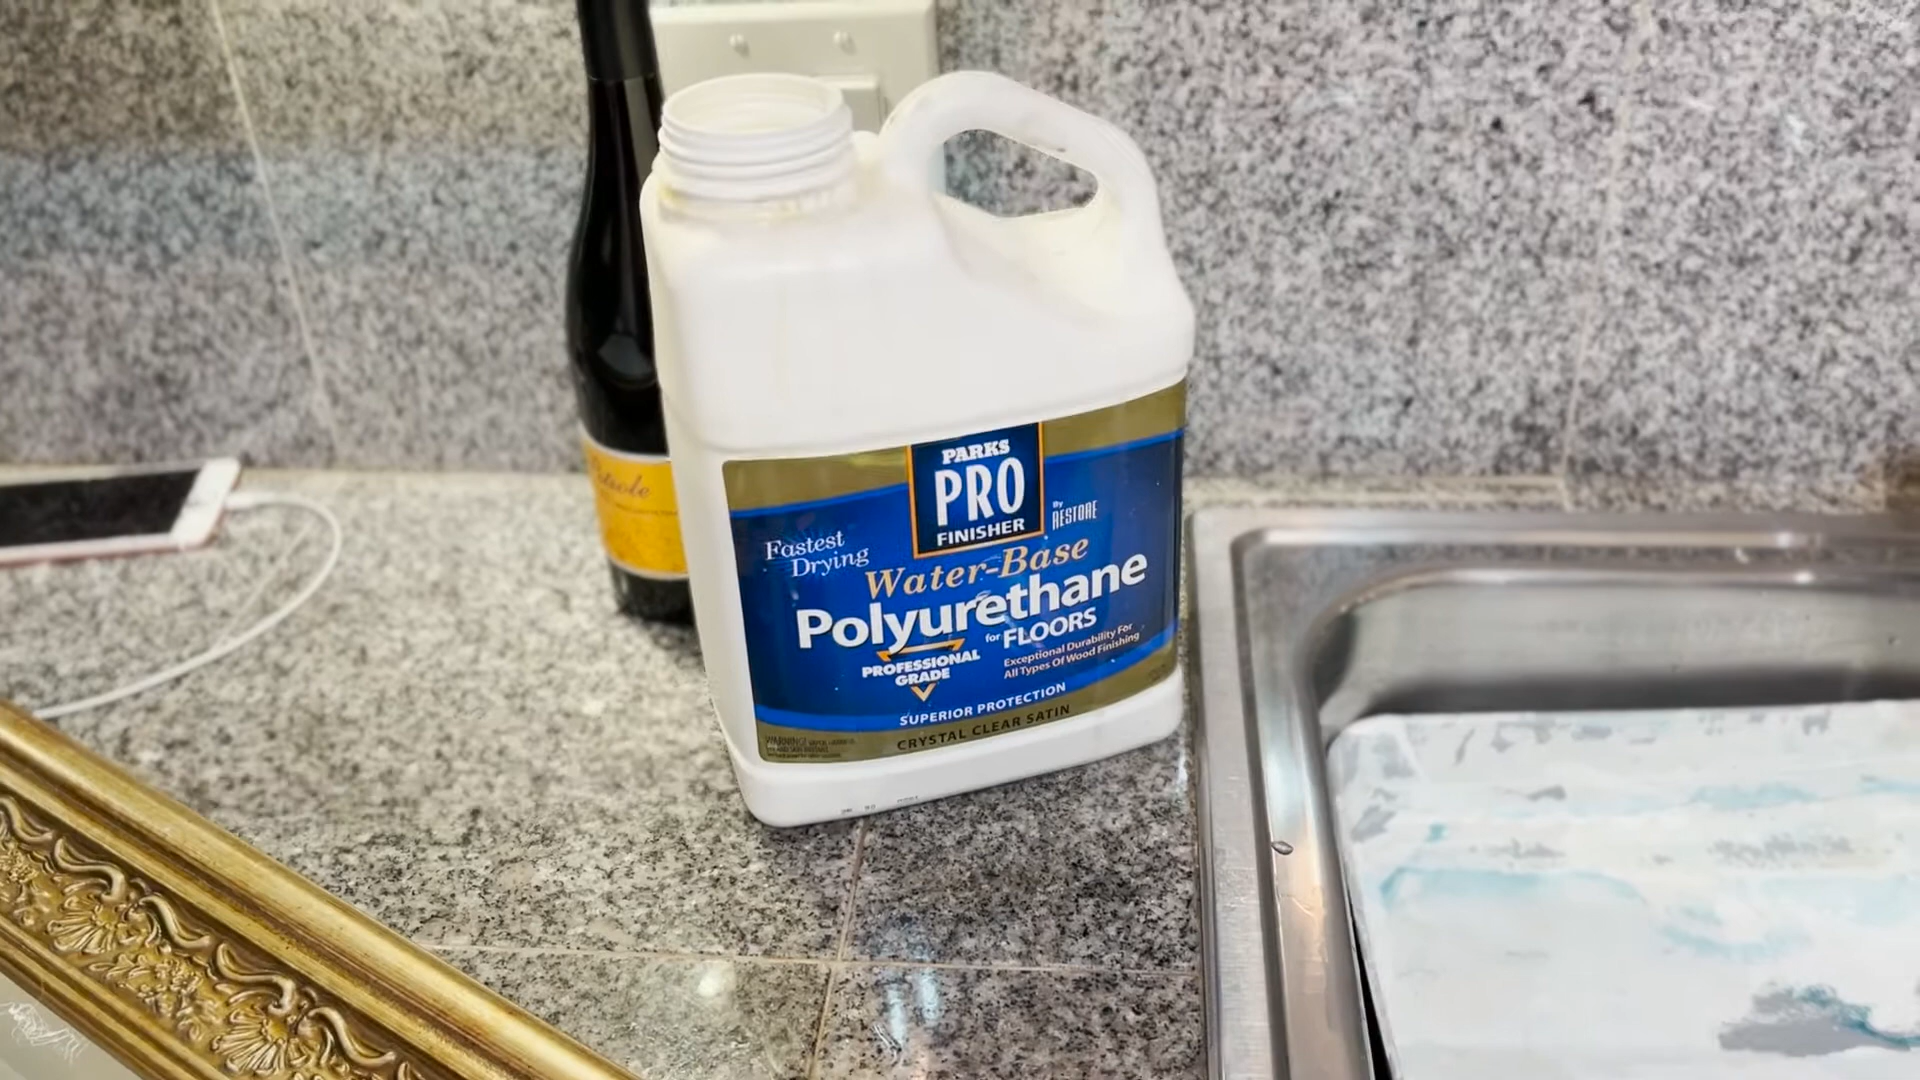 PARKS
PRO
FINISHER
By
RESTORE
Fastest
Drying
Water-Base
Polyurethane
for FLOORS
PROFESSIONAL
GRADE
Exceptional Durability For
All Types Of Wood Finishing
SUPERIOR PROTECTION
CRYSTAL CLEAR SATIN
WARNING!